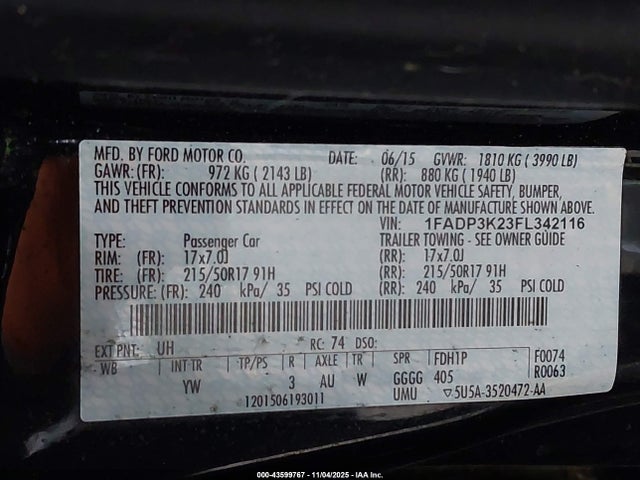 MFD. BY FORD MOTOR CO. DATE: 06/15 GVWR: 1810 KG ( 3990 LB)
GAWR: (FR): 972 KG ( 2143 LB) (RR): 880 KG ( 1940 LB)
THIS VEHICLE CONFORMS TO ALL APPLICABLE FEDERAL MOTOR VEHICLE SAFETY, BUMPER,
AND THEFT PREVENTION STANDARDS IN EFFECT ON THE DATE OF MANUFACTURE SHOWN ABOVE.
VIN: 1FADP3K23FL342116
TYPE: Passenger Car TRAILER TOWING - SEE OWNER GUIDE
RIM: (FR): 17x7.0J (RR): 17x7.0J
TIRE: (FR): 215/50R17 91H (RR): 215/50R17 91H
PRESSURE: (FR): 240 kPa/ 35 PSI COLD (RR): 240 kPa/ 35 PSI COLD
EXT PNT: UH RC: 74 DSO:
WB INT TR TP/PS R AXLE TR SPR FDH1P F0074
YW 3 AU W GGGG 405 R0063
1201506193011 UMU ▽5U5A-3520472-AA
000-43599767 - 11/04/2025 - IAA Inc.